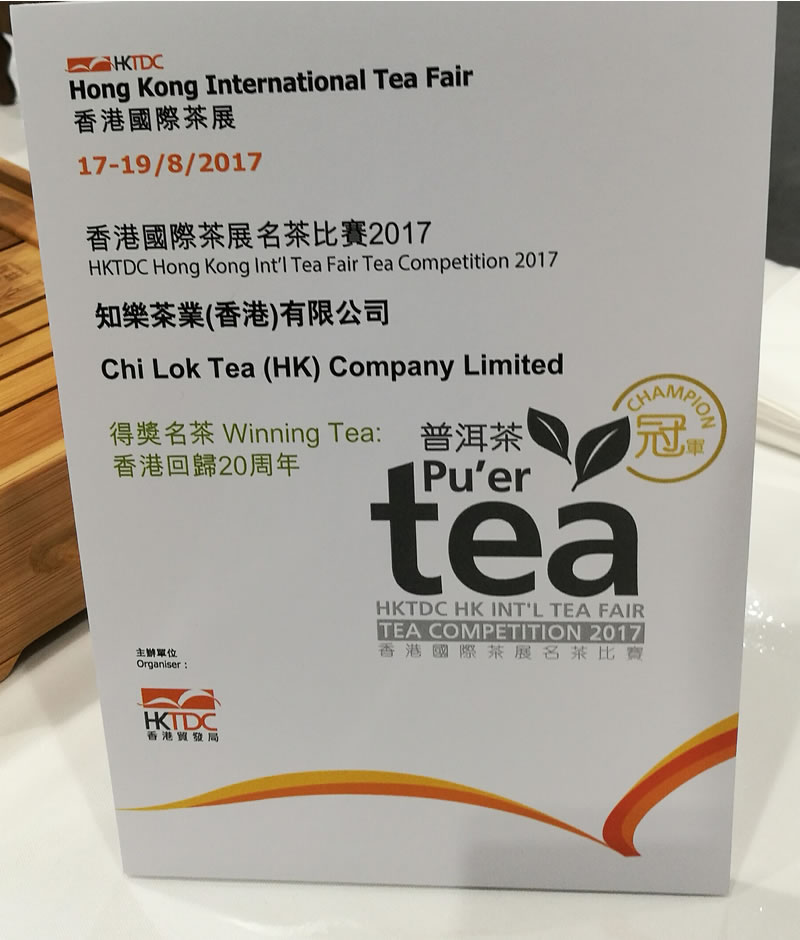 HKTDC
Hong Kong International Tea Fair
香港國際茶展
17-19/8/2017
香港國際茶展名茶比賽2017
HKTDC Hong Kong Int'l Tea Fair Tea Competition 2017
知樂茶業(香港)有限公司
Chi Lok Tea (HK) Company Limited
得獎名茶 Winning Tea:
香港回歸20周年
普洱茶
Pu'er
tea
CHAMPION
冠軍
HKTDC HK INT'L TEA FAIR
TEA COMPETITION 2017
香港國際茶展名茶比賽
主辦單位
Organiser :
HKTDC
香港貿發局